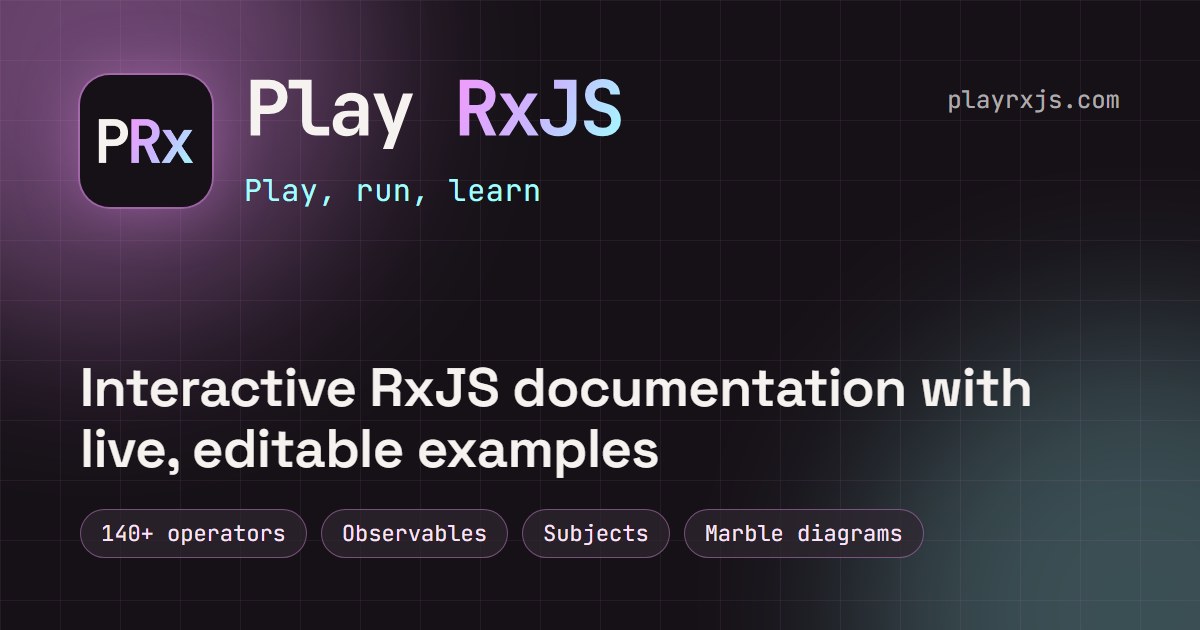 PRx
Play RxJS
Play, run, learn
playrxjs.com
Interactive RxJS documentation with
live, editable examples
140+ operators
Observables
Subjects
Marble diagrams